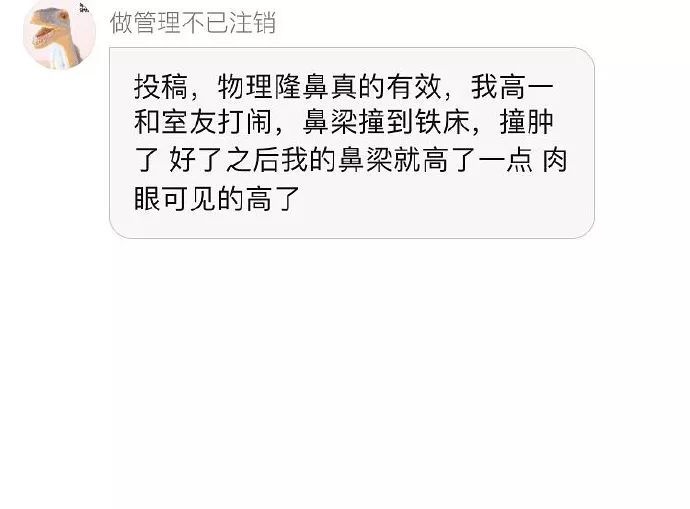 做管理不已注销
投稿，物理隆鼻真的有效，我高一
和室友打闹，鼻梁撞到铁床，撞肿
了 好了之后我的鼻梁就高了一点 肉
眼可见的高了